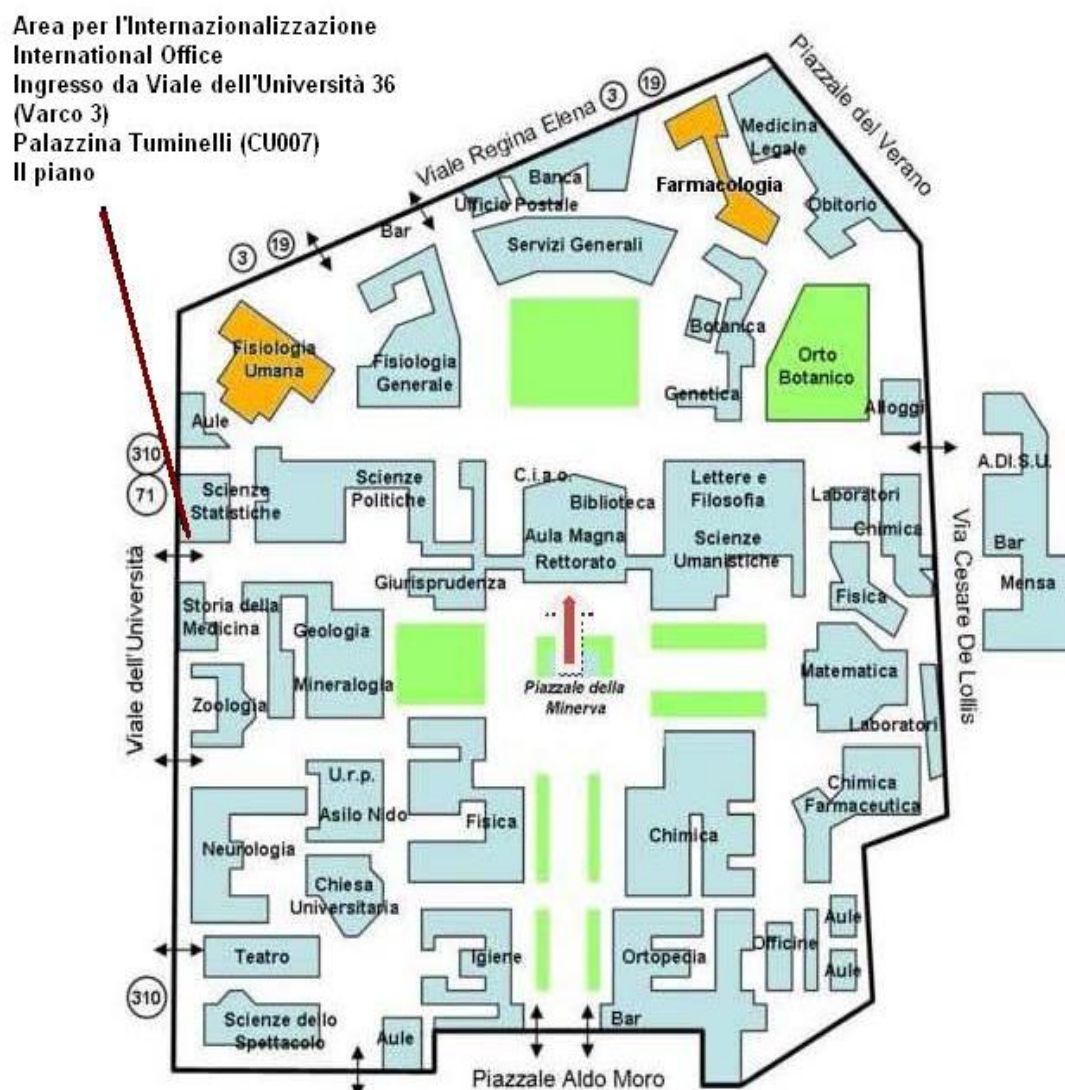 Area per l'Internazionalizzazione
International Office
Ingresso da Viale dell'Università 36
(Varco 3)
Palazzina Tuminelli (CU007)
II piano
Piazzale del Verano
Viale Regina Elena
3
19
Medicina
Legale
Banca
Farmacologia
Ufficio Postale
Obitorio
Bar
Servizi Generali
3
19
Botanica
Fisiologia
Umana
Fisiologia
Generale
Orto
Botanico
Genetica
Alloggi
Aule
310
71
Scienze
Statistiche
Scienze
Politiche
C.i.a.o.
Biblioteca
Lettere e
Filosofia
Laboratori
Chimica
A.DI.S.U.
Aula Magna
Rettorato
Scienze
Umanistiche
Bar
Mensa
Via Cesare De Lollis
Viale dell'Università
Giurisprudenza
Fisica
Storia della
Medicina
Geologia
Mineralogia
Zoologia
Piazzale della
Minerva
Matematica
Laboratori
U.r.p.
Asilo Nido
Fisica
Chimica
Chimica
Farmaceutica
Neurologia
Chiesa
Universitaria
Teatro
Igiene
Ortopedia
Officine
Aule
Aule
310
Scienze dello
Spettacolo
Aule
Bar
Piazzale Aldo Moro